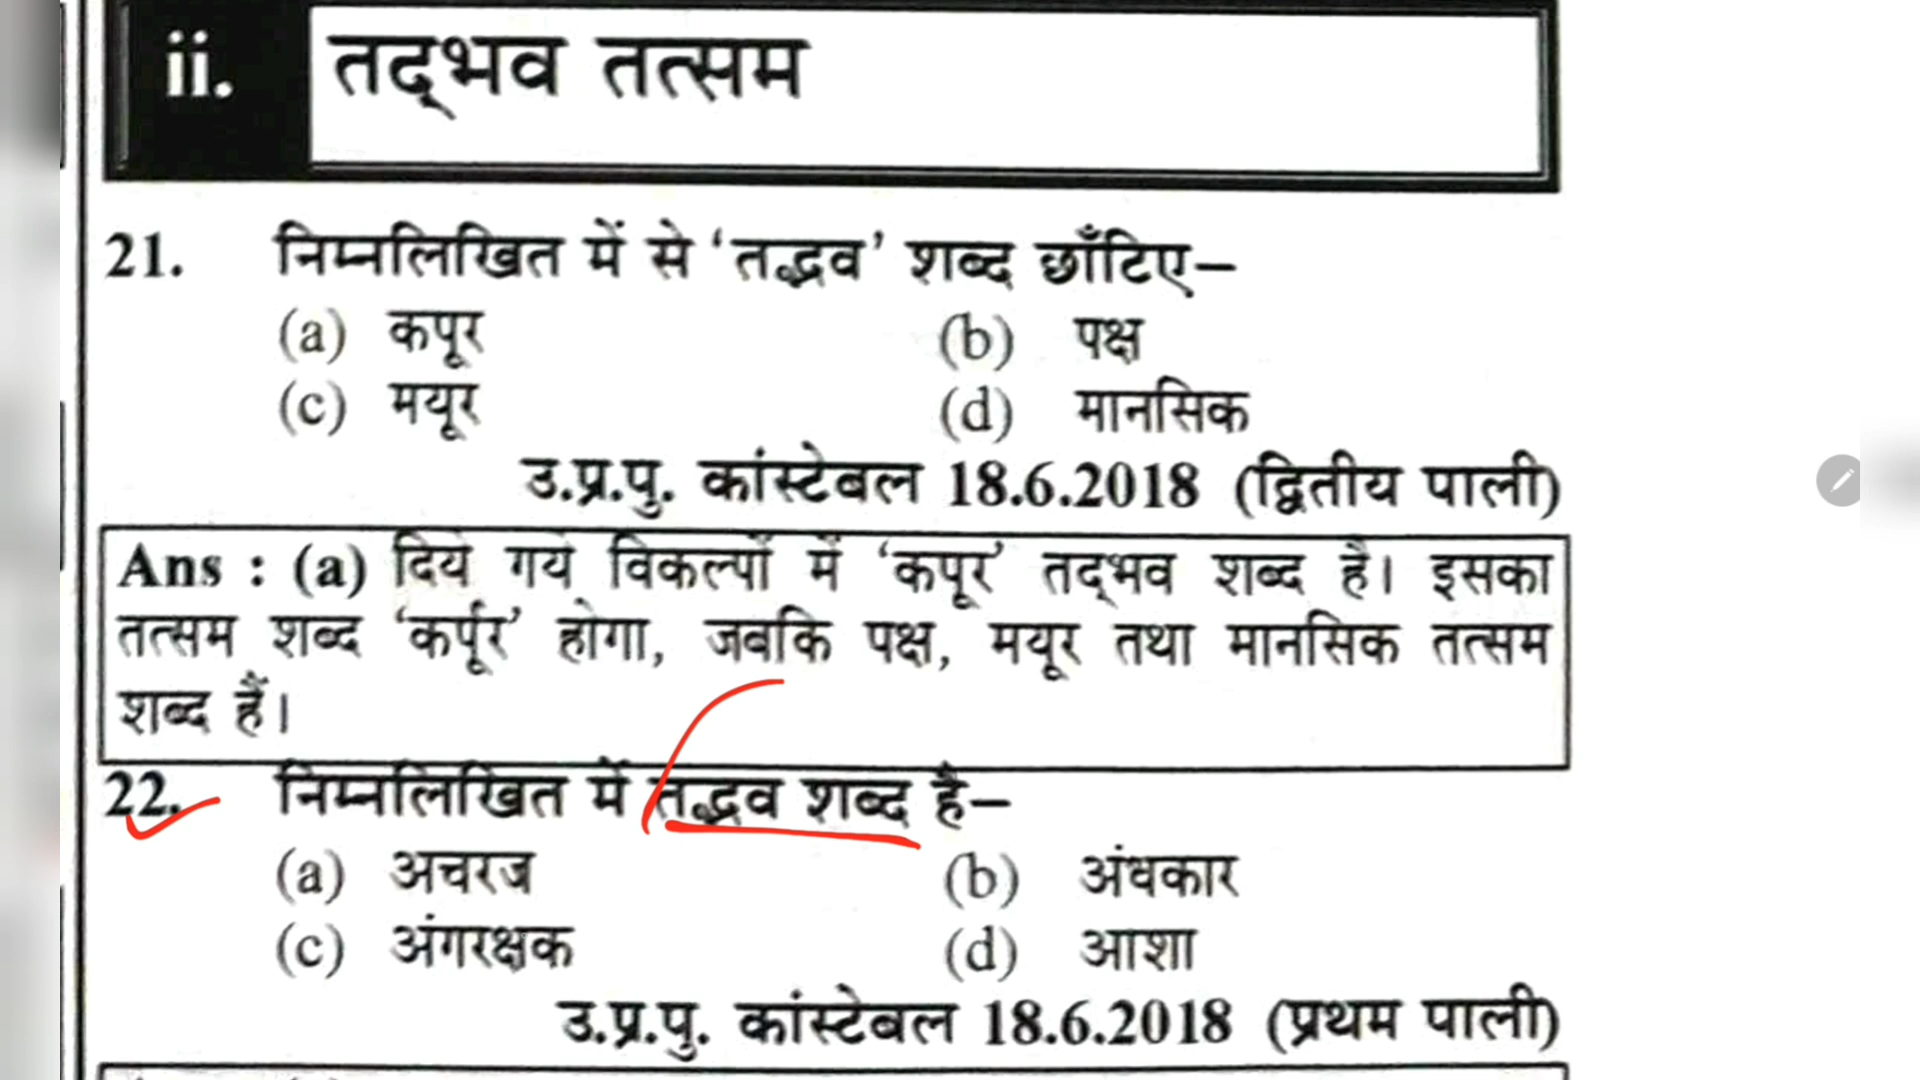 ii. तद्भव तत्सम
21. निम्नलिखित में से ‘तद्भव’ शब्द छाँटिए–
(a) कपूर (b) पक्ष
(c) मयूर (d) मानसिक
उ.प्र.पु. कांस्टेबल 18.6.2018 (द्वितीय पाली)
Ans : (a) दिये गये विकल्पों में ‘कपूर’ तद्भव शब्द है। इसका
तत्सम शब्द ‘कर्पूर’ होगा, जबकि पक्ष, मयूर तथा मानसिक तत्सम
शब्द हैं।
22. निम्नलिखित में तद्भव शब्द है–
(a) अचरज (b) अंधकार
(c) अंगरक्षक (d) आशा
उ.प्र.पु. कांस्टेबल 18.6.2018 (प्रथम पाली)